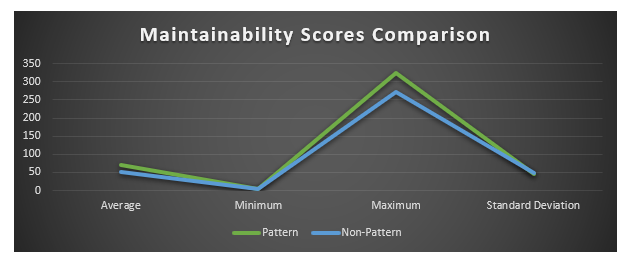 Maintainability Scores Comparison
350
300
250
200
150
100
50
0
Average Minimum Maximum Standard Deviation
Pattern Non-Pattern